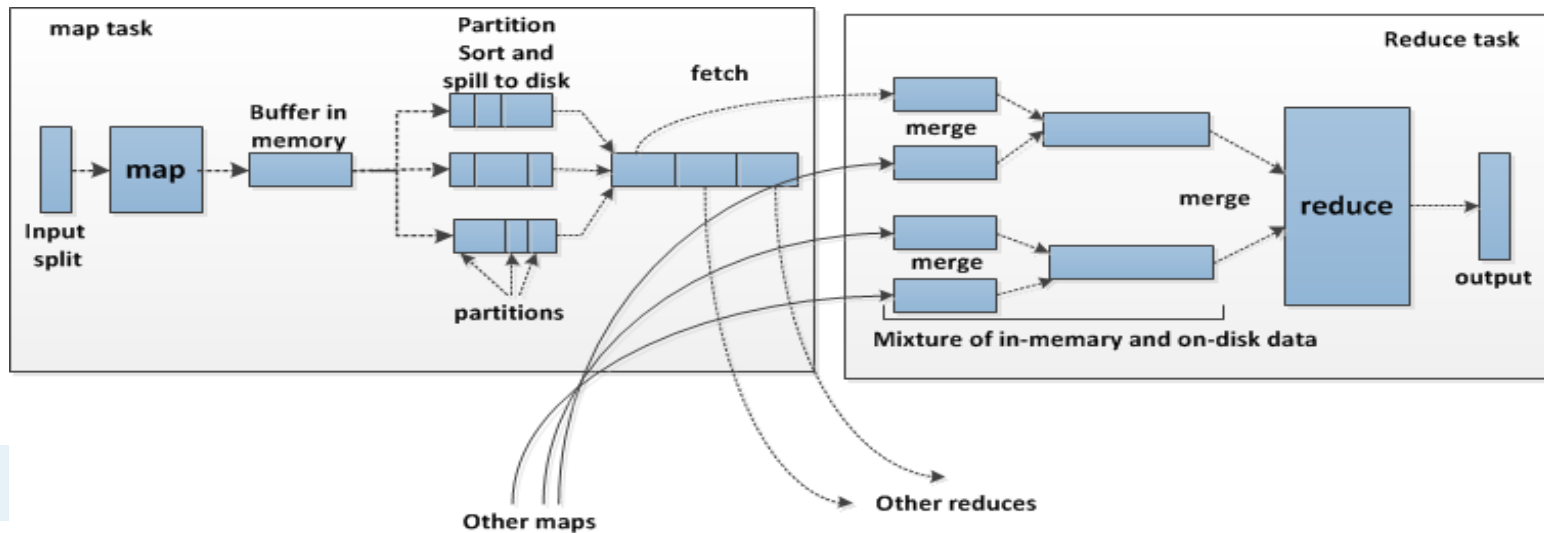 map task
Partition
Sort and
spill to disk
fetch
Buffer in
memory
map
Input
split
partitions
Reduce task
merge
merge
merge
reduce
output
Mixture of in-memory and on-disk data
Other maps
Other reduces